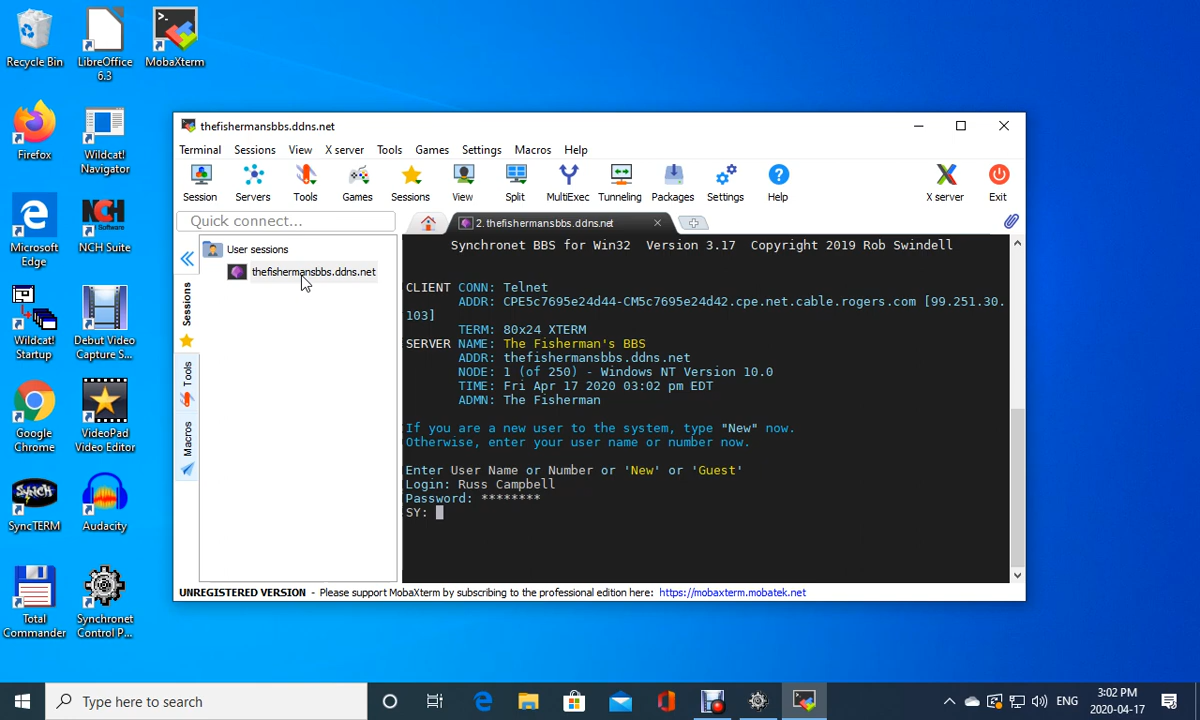 Recycle Bin
LibreOffice
6.3
MobaXterm
Firefox
Wildcat!
Navigator
Microsoft
Edge
NCH
NCH Suite
Wildcat!
Startup
Debut Video
Capture S...
Google
Chrome
VideoPad
Video Editor
SyncTERM
Audacity
Total
Commander
Synchronet
Control P...
thefishermansbbs.ddns.net
Terminal Sessions View X server Tools Games Settings Macros Help
Session Servers Tools Games Sessions View Split MultiExec Tunneling Packages Settings Help X server Exit
Quick connect...
2. thefishermansbbs.ddns.net
User sessions
thefishermansbbs.ddns.net
Sessions
Tools
Macros
Synchronet BBS for Win32 Version 3.17 Copyright 2019 Rob Swindell
CLIENT CONN: Telnet
ADDR: CPE5c7695e24d44-CM5c7695e24d42.cpe.net.cable.rogers.com [99.251.30.
103]
TERM: 80x24 XTERM
SERVER NAME: The Fisherman's BBS
ADDR: thefishermansbbs.ddns.net
NODE: 1 (of 250) - Windows NT Version 10.0
TIME: Fri Apr 17 2020 03:02 pm EDT
ADMN: The Fisherman
If you are a new user to the system, type "New" now.
Otherwise, enter your user name or number now.
Enter User Name or Number or 'New' or 'Guest'
Login: Russ Campbell
Password: ********
SY:
UNREGISTERED VERSION - Please support MobaXterm by subscribing to the professional edition here: https://mobaxterm.mobatek.net
Type here to search
ENG
3:02 PM
2020-04-17